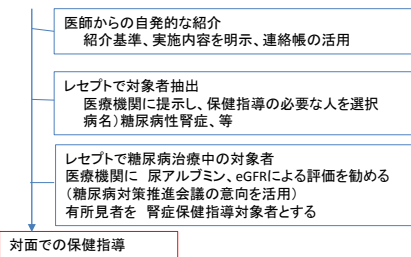 医師からの自発的な紹介
紹介基準、実施内容を明示、連絡帳の活用
レセプトで対象者抽出
医療機関に提示し、保健指導の必要な人を選択
病名）糖尿病性腎症、等
レセプトで糖尿病治療中の対象者
医療機関に 尿アルブミン、eGFRによる評価を勧める
（糖尿病対策推進会議の意向を活用）
有所見者を 腎症保健指導対象者とする
対面での保健指導